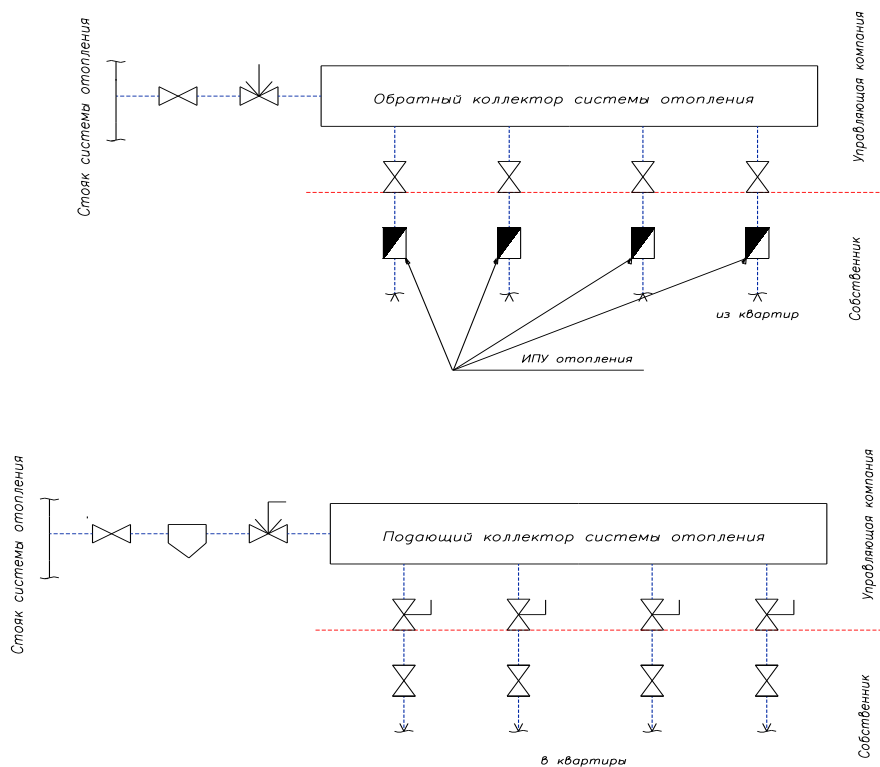 Стояк системы отопления
Обратный коллектор системы отопления
Управляющая компания
Собственник
из квартир
ИПУ отопления
Стояк системы отопления
Подающий коллектор системы отопления
Управляющая компания
Собственник
в квартиры